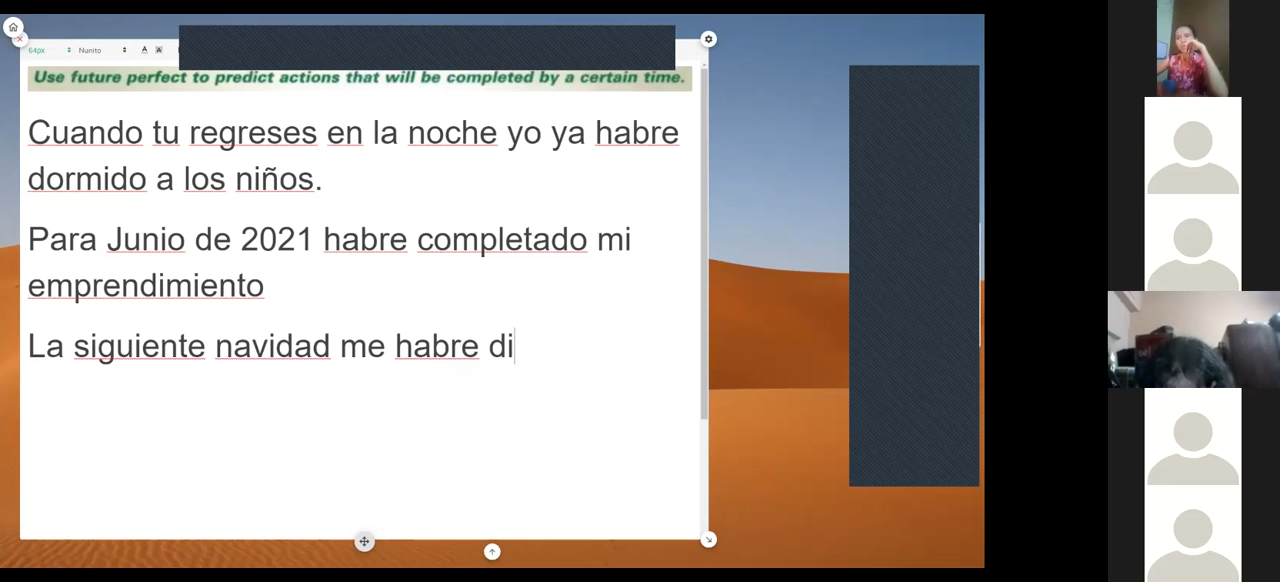 64px Nunito A A
Use future perfect to predict actions that will be completed by a certain time.
Cuando tu regreses en la noche yo ya habre
dormido a los niños.
Para Junio de 2021 habre completado mi
emprendimiento
La siguiente navidad me habre di